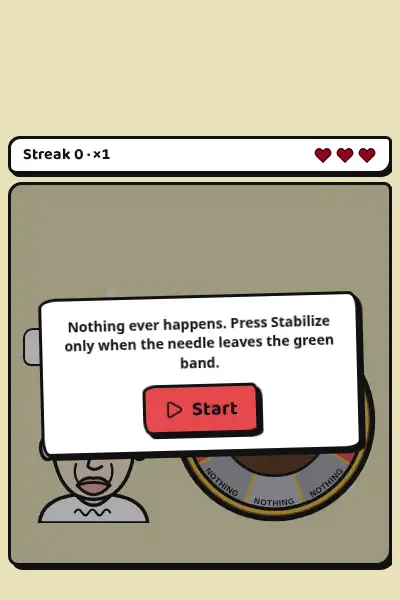 Streak 0 · ×1
Nothing ever happens. Press Stabilize
only when the needle leaves the green
band.
Start
NOTHING
NOTHING
NOTHING